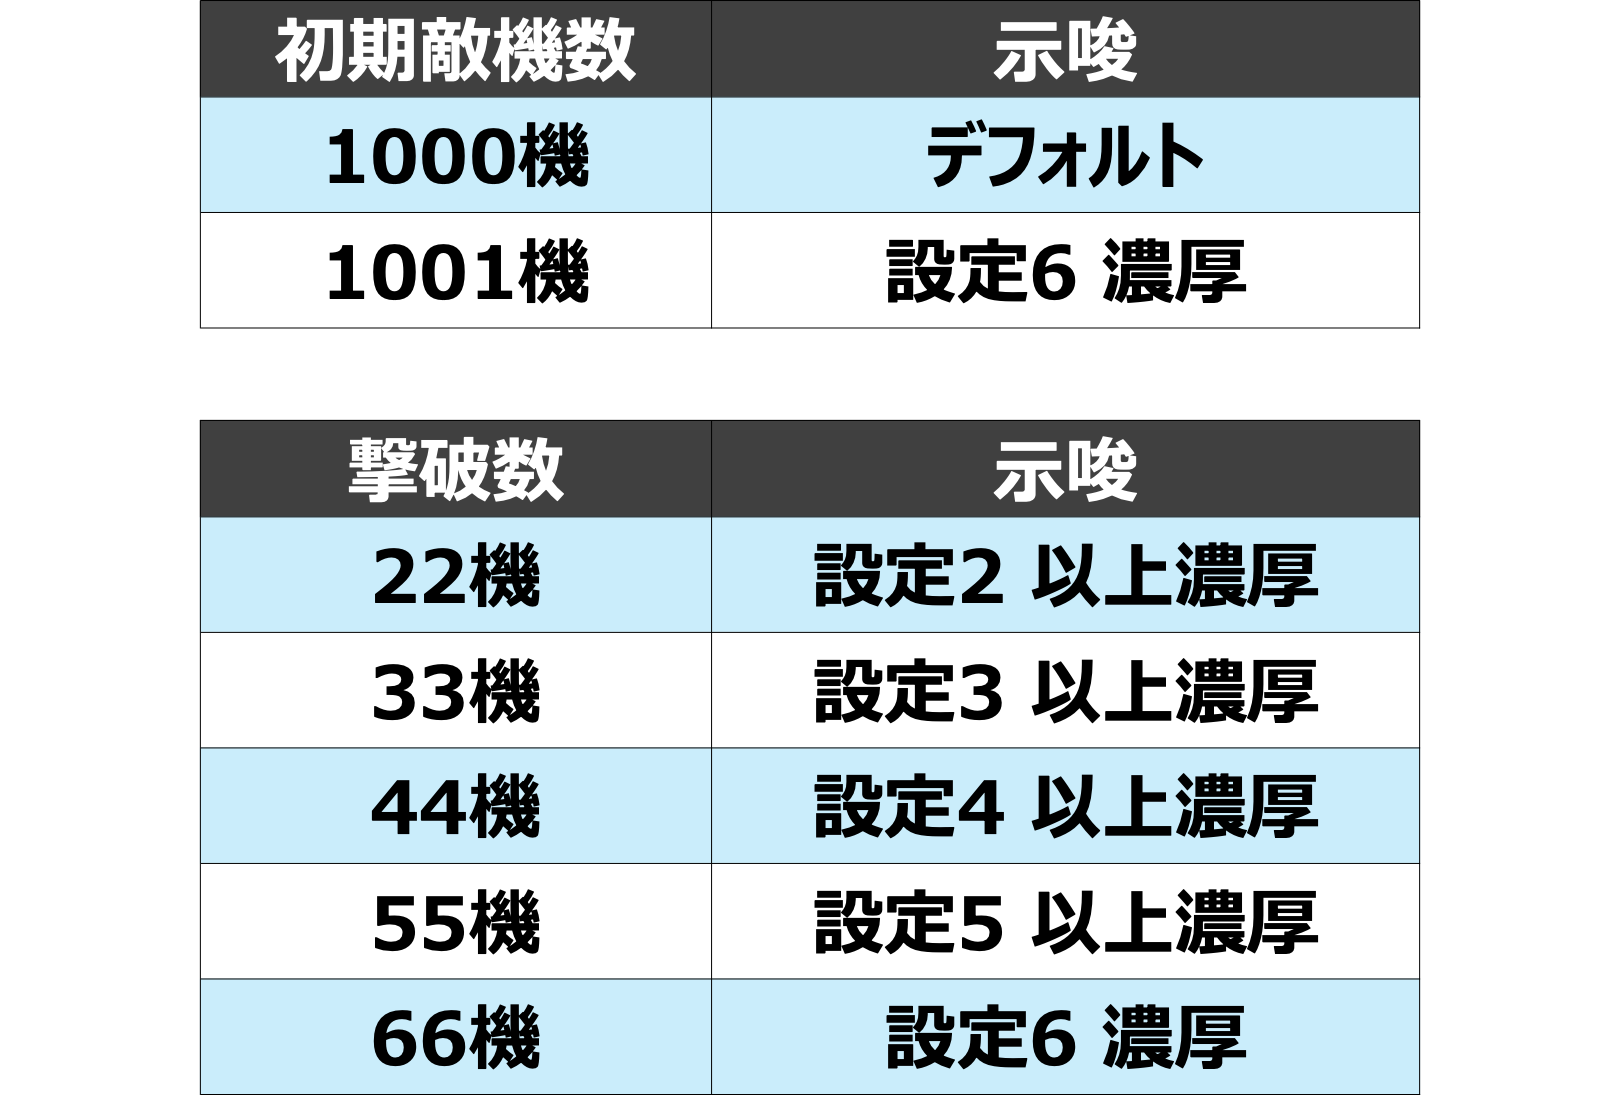 初期敵機数 示唆
1000機 デフォルト
1001機 設定6 濃厚
撃破数 示唆
22機 設定2 以上濃厚
33機 設定3 以上濃厚
44機 設定4 以上濃厚
55機 設定5 以上濃厚
66機 設定6 濃厚